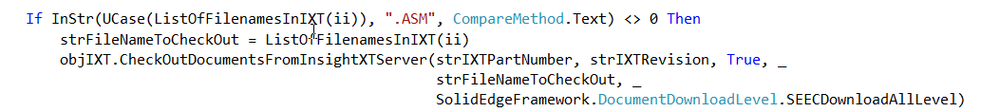 If InStr(UCase(ListOfFilenamesInIXT(ii)), ".ASM", CompareMethod.Text) <> 0 Then
strFileNameToCheckOut = ListOfFilenamesInIXT(ii)
objIXT.CheckOutDocumentsFromInsightXTServer(strIXTPartNumber, strIXTRevision, True, _
strFileNameToCheckOut, _
SolidEdgeFramework.DocumentDownloadLevel.SEECDownloadAllLevel)